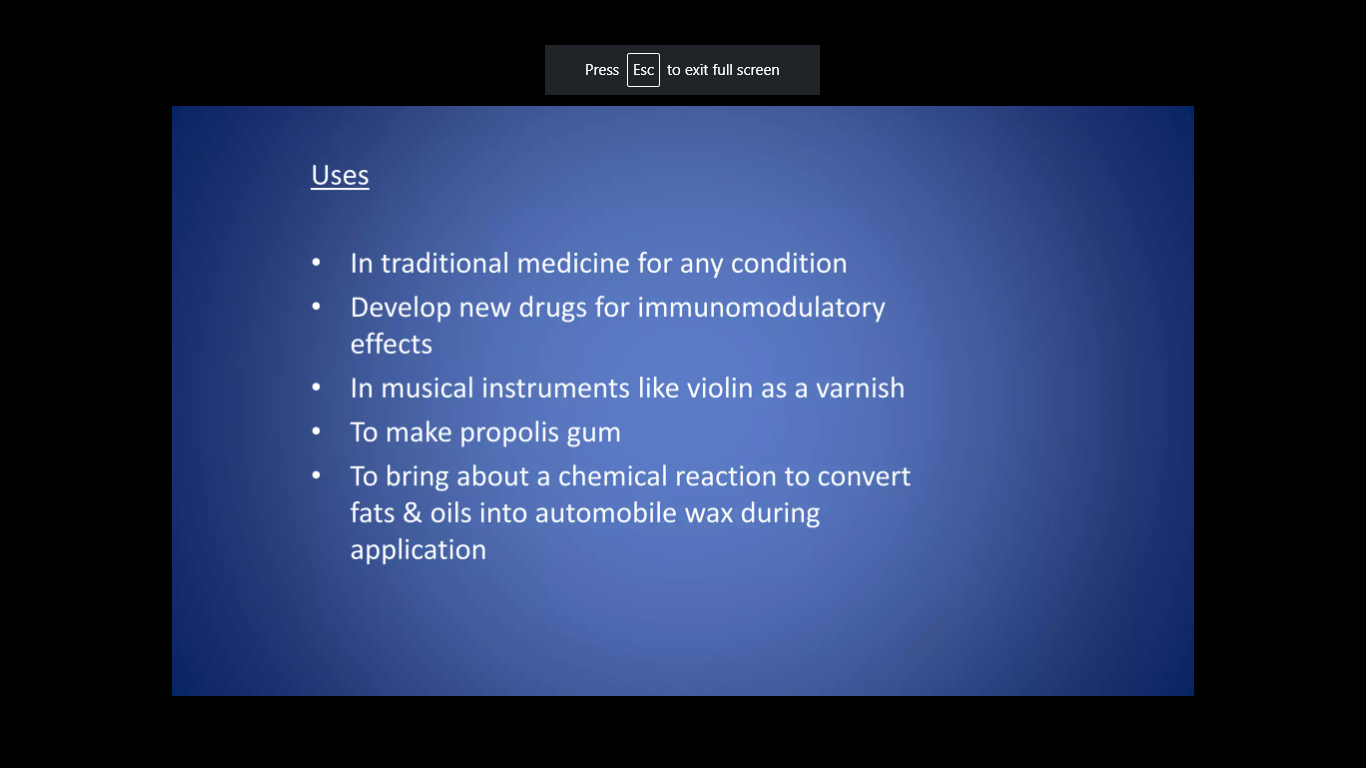 Press Esc to exit full screen
Uses
• In traditional medicine for any condition
• Develop new drugs for immunomodulatory
effects
• In musical instruments like violin as a varnish
• To make propolis gum
• To bring about a chemical reaction to convert
fats & oils into automobile wax during
application